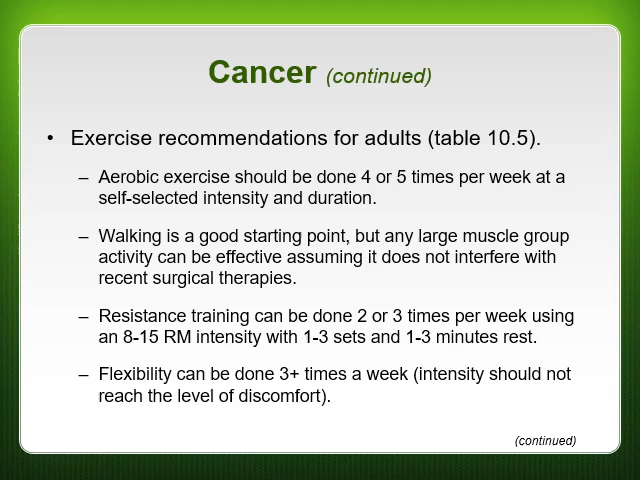 Cancer (continued)
• Exercise recommendations for adults (table 10.5).
– Aerobic exercise should be done 4 or 5 times per week at a
self-selected intensity and duration.
– Walking is a good starting point, but any large muscle group
activity can be effective assuming it does not interfere with
recent surgical therapies.
– Resistance training can be done 2 or 3 times per week using
an 8-15 RM intensity with 1-3 sets and 1-3 minutes rest.
– Flexibility can be done 3+ times a week (intensity should not
reach the level of discomfort).
(continued)